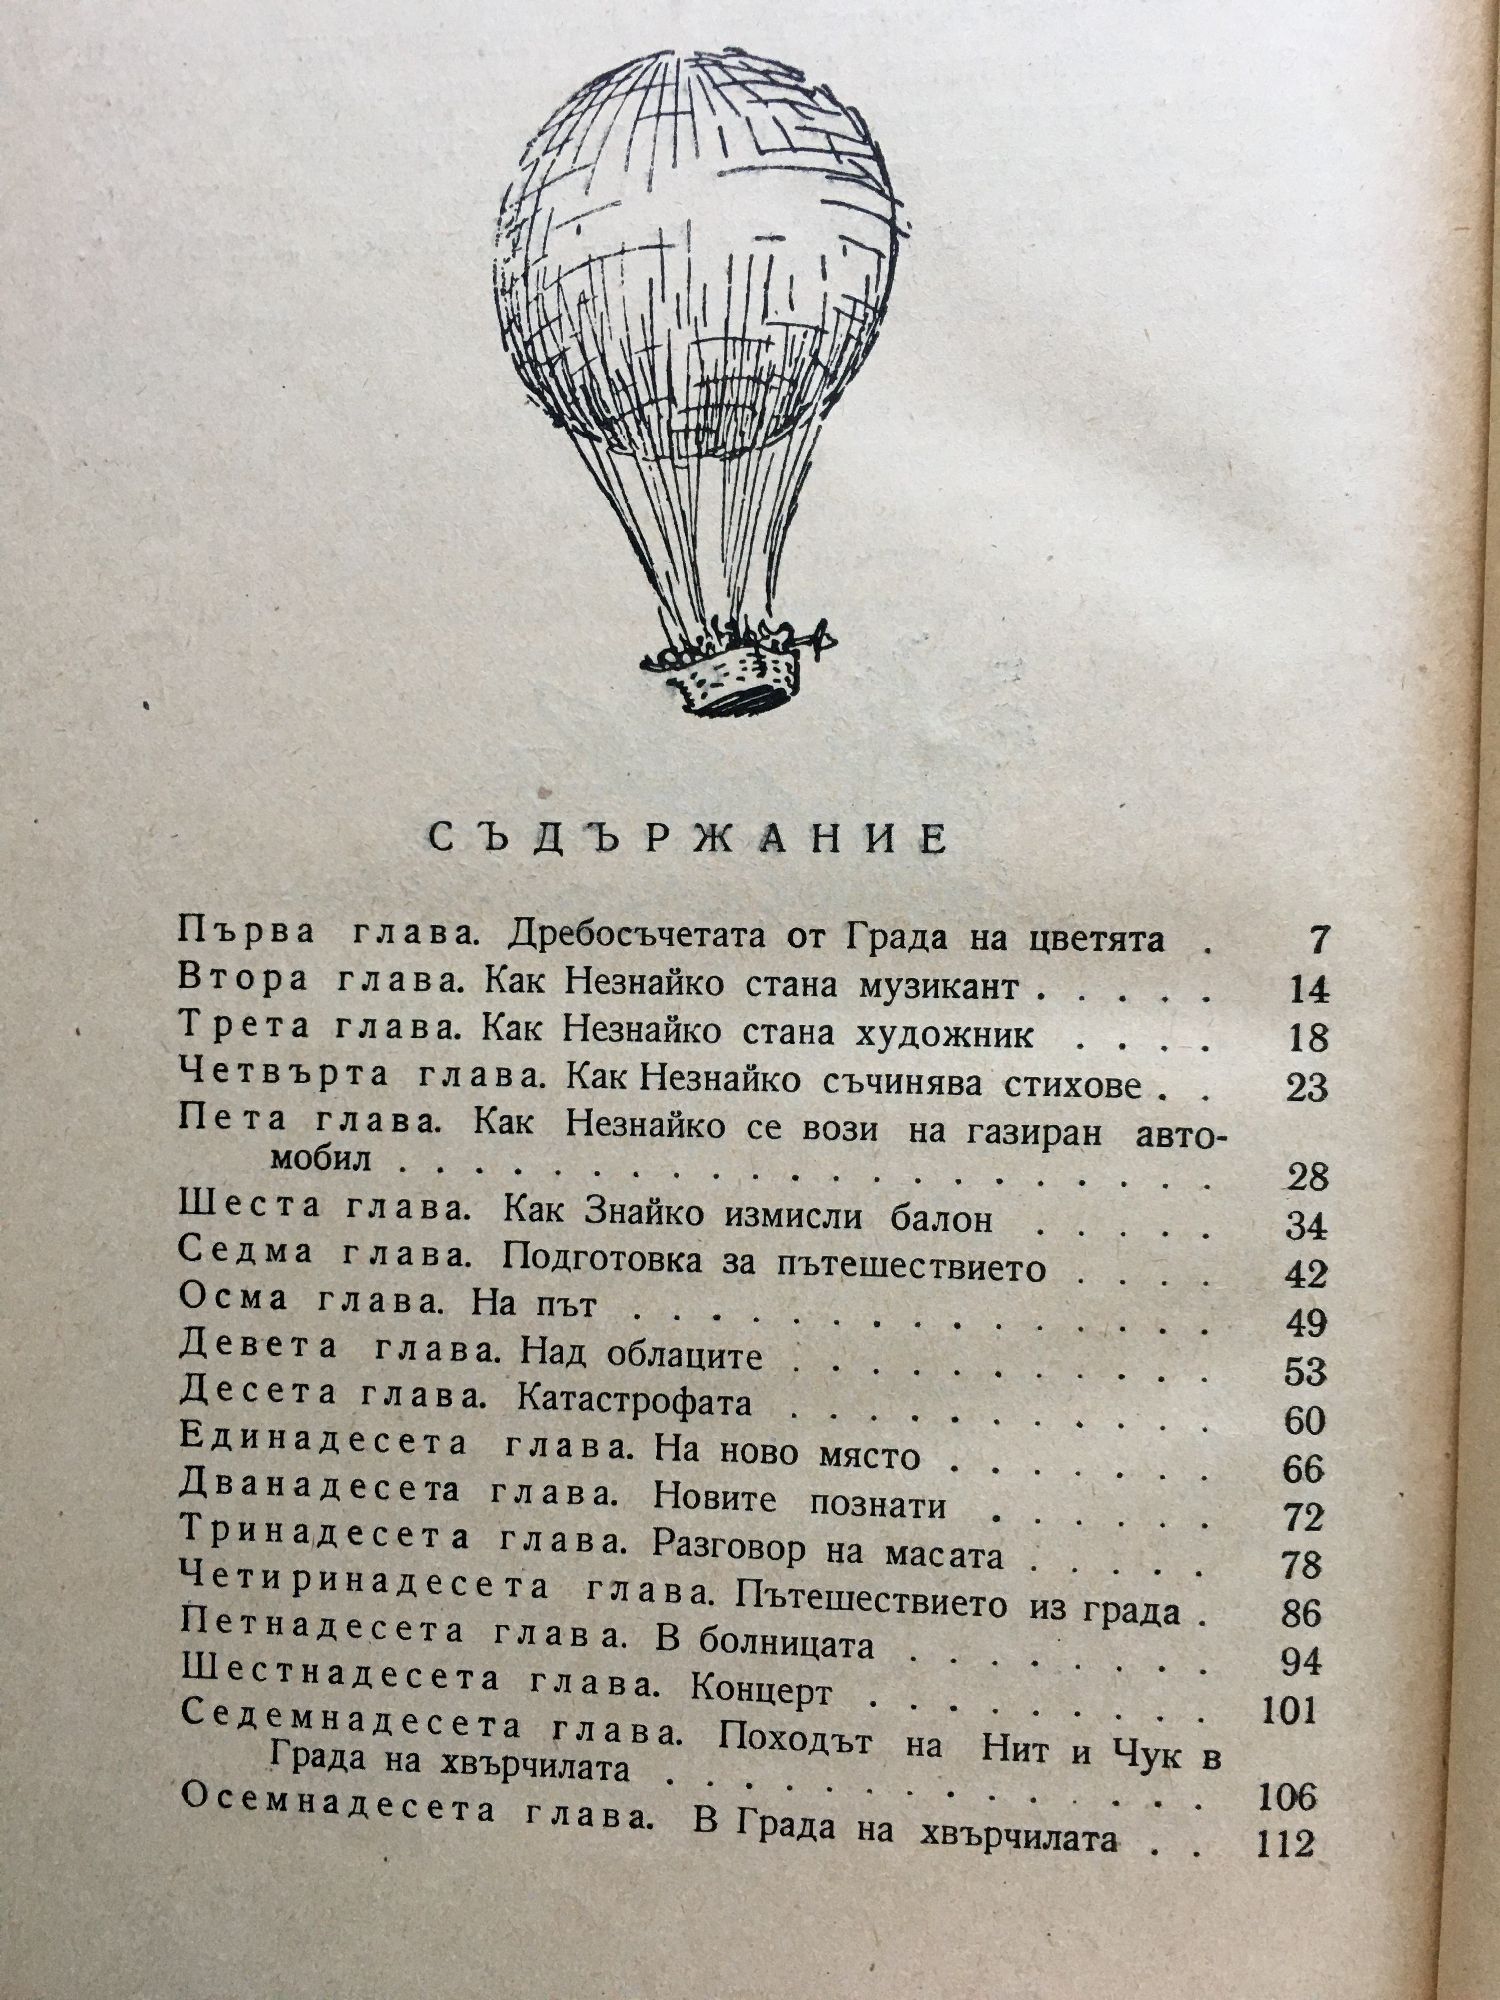 СЪДЪРЖАНИЕ
Първа глава. Дребосъчетата от Града на цветята . 7
Втора глава. Как Незнайко стана музикант . . . . . 14
Трета глава. Как Незнайко стана художник . . . . 18
Четвърта глава. Как Незнайко съчинява стихове . . 23
Пета глава. Как Незнайко се вози на газиран авто-
мобил . . . . . . . . . . . . . . . . . . . . . 28
Шеста глава. Как Знайко измисли балон . . . . . 34
Седма глава. Подготовка за пътешествието . . . . 42
Осма глава. На път . . . . . . . . . . . . . . . 49
Девета глава. Над облаците . . . . . . . . . . . 53
Десета глава. Катастрофата . . . . . . . . . . . 60
Единадесета глава. На ново място . . . . . . . 66
Дванадесета глава. Новите познати . . . . . . 72
Тринадесета глава. Разговор на масата . . . . . 78
Четиринадесета глава. Пътешествието из града . 86
Петнадесета глава. В болницата . . . . . . . . 94
Шестнадесета глава. Концерт . . . . . . . . . 101
Седемнадесета глава. Походът на Нит и Чук в
Града на хвърчилата . . . . . . . . . . . . . . 106
Осемнадесета глава. В Града на хвърчилата . . 112